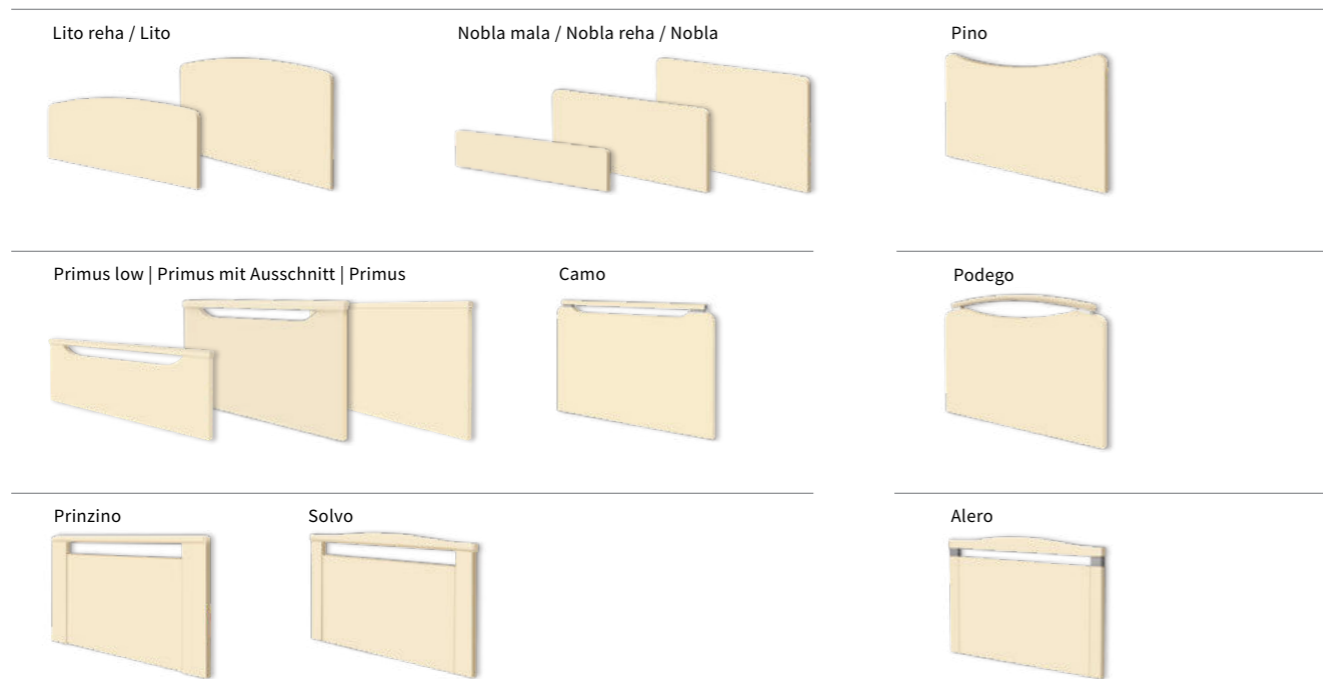 Lito reha / Lito
Nobla mala / Nobla reha / Nobla
Pino
Primus low | Primus mit Ausschnitt | Primus
Camo
Podego
Prinzino
Solvo
Alero